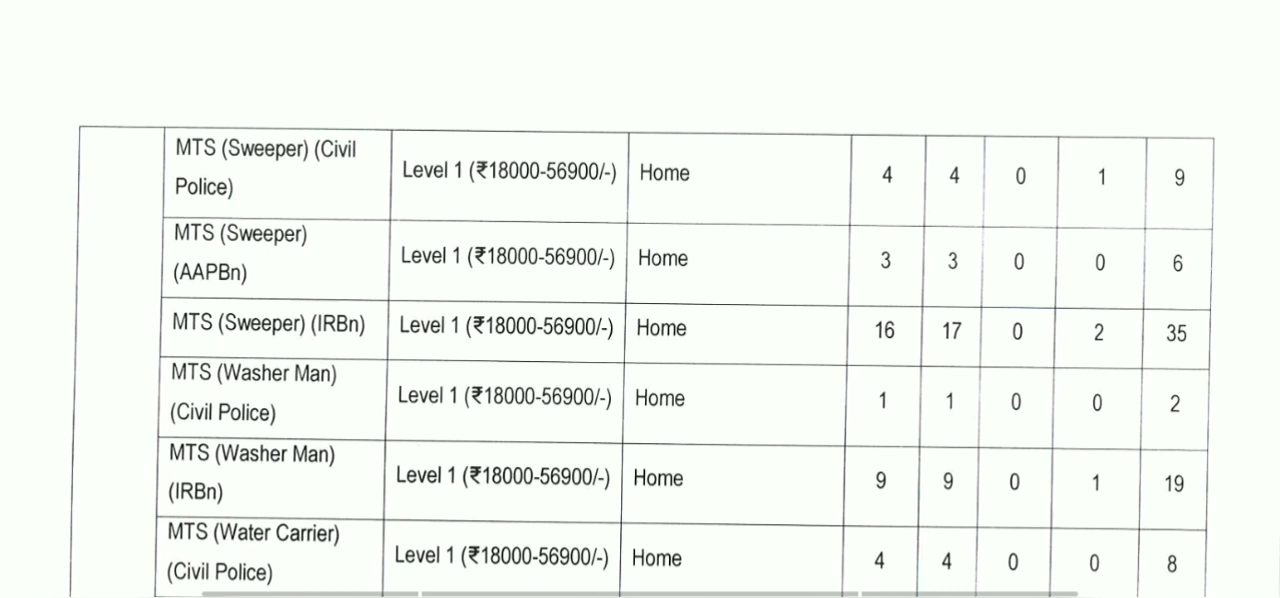 MTS (Sweeper) (Civil
Police) Level 1 (₹18000-56900/-) Home 4 4 0 1 9
MTS (Sweeper)
(AAPBn) Level 1 (₹18000-56900/-) Home 3 3 0 0 6
MTS (Sweeper) (IRBn) Level 1 (₹18000-56900/-) Home 16 17 0 2 35
MTS (Washer Man)
(Civil Police) Level 1 (₹18000-56900/-) Home 1 1 0 0 2
MTS (Washer Man)
(IRBn) Level 1 (₹18000-56900/-) Home 9 9 0 1 19
MTS (Water Carrier)
(Civil Police) Level 1 (₹18000-56900/-) Home 4 4 0 0 8